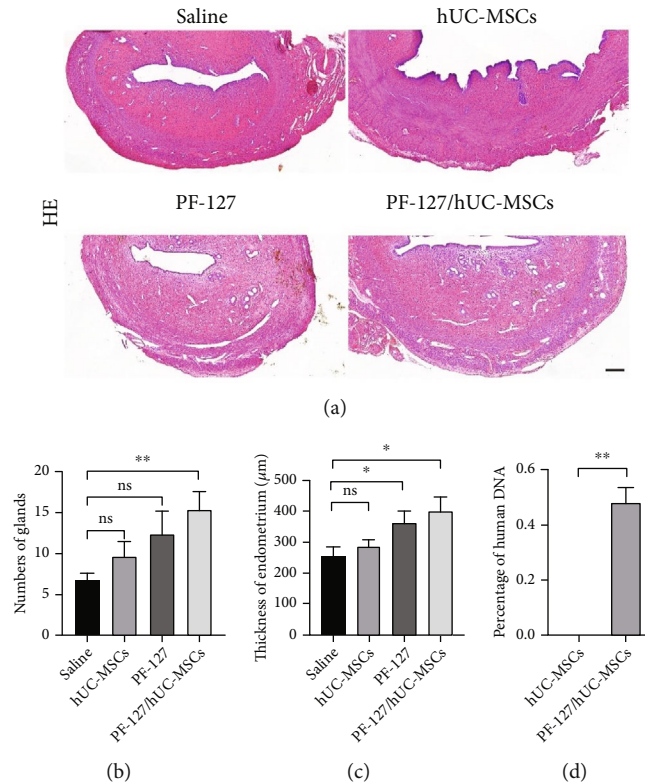 Saline
hUC-MSCs
HE
PF-127
PF-127/hUC-MSCs
(a)
Numbers of glands
20
15
10
5
0
**
ns
ns
Saline
hUC-MSCs
PF-127
PF-127/hUC-MSCs
(b)
Thickness of endometrium (μm)
500
400
300
200
100
0
*
*
ns
Saline
hUC-MSCs
PF-127
PF-127/hUC-MSCs
(c)
Percentage of human DNA
0.6
0.4
0.2
0.0
**
hUC-MSCs
PF-127/hUC-MSCs
(d)